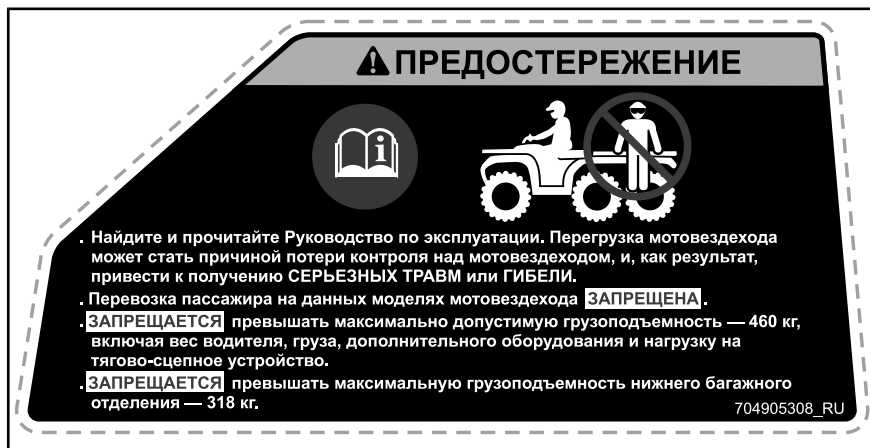 ПРЕДОСТЕРЕЖЕНИЕ
. Найдите и прочитайте Руководство по эксплуатации. Перегрузка мотовездехода
может стать причиной потери контроля над мотовездеходом, и, как результат,
привести к получению СЕРЬЕЗНЫХ ТРАВМ или ГИБЕЛИ.
. Перевозка пассажира на данных моделях мотовездехода ЗАПРЕЩЕНА.
. ЗАПРЕЩАЕТСЯ превышать максимально допустимую грузоподъемность — 460 кг,
включая вес водителя, груза, дополнительного оборудования и нагрузку на
тягово-сцепное устройство.
. ЗАПРЕЩАЕТСЯ превышать максимальную грузоподъемность нижнего багажного
отделения — 318 кг.
704905308_RU